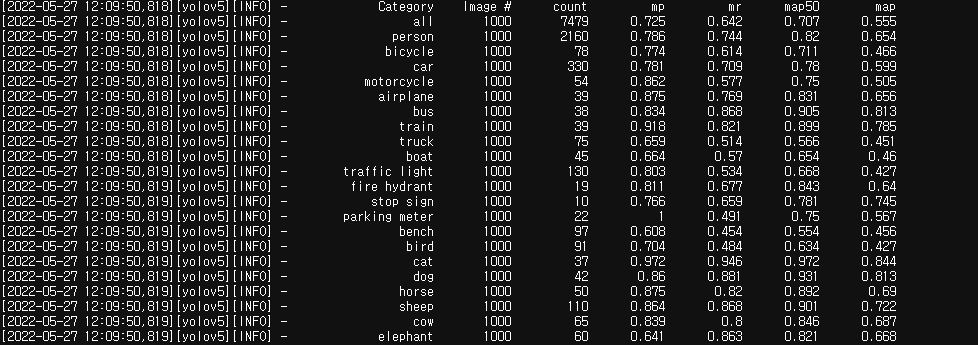 [2022-05-27 12:09:50,818][yolov5][INFO] - Category Image # count mp mr map50 map
[2022-05-27 12:09:50,818][yolov5][INFO] - all 1000 7479 0.725 0.642 0.707 0.555
[2022-05-27 12:09:50,818][yolov5][INFO] - person 1000 2160 0.786 0.744 0.82 0.654
[2022-05-27 12:09:50,818][yolov5][INFO] - bicycle 1000 78 0.774 0.614 0.711 0.466
[2022-05-27 12:09:50,818][yolov5][INFO] - car 1000 330 0.781 0.709 0.78 0.599
[2022-05-27 12:09:50,818][yolov5][INFO] - motorcycle 1000 54 0.862 0.577 0.75 0.505
[2022-05-27 12:09:50,818][yolov5][INFO] - airplane 1000 39 0.875 0.769 0.831 0.656
[2022-05-27 12:09:50,818][yolov5][INFO] - bus 1000 38 0.834 0.868 0.905 0.813
[2022-05-27 12:09:50,818][yolov5][INFO] - train 1000 39 0.918 0.821 0.899 0.785
[2022-05-27 12:09:50,818][yolov5][INFO] - truck 1000 75 0.659 0.514 0.566 0.451
[2022-05-27 12:09:50,818][yolov5][INFO] - boat 1000 45 0.664 0.57 0.654 0.46
[2022-05-27 12:09:50,819][yolov5][INFO] - traffic light 1000 130 0.803 0.534 0.668 0.427
[2022-05-27 12:09:50,819][yolov5][INFO] - fire hydrant 1000 19 0.811 0.677 0.843 0.64
[2022-05-27 12:09:50,819][yolov5][INFO] - stop sign 1000 10 0.766 0.659 0.781 0.745
[2022-05-27 12:09:50,819][yolov5][INFO] - parking meter 1000 22 1 0.491 0.75 0.567
[2022-05-27 12:09:50,819][yolov5][INFO] - bench 1000 97 0.608 0.454 0.554 0.456
[2022-05-27 12:09:50,819][yolov5][INFO] - bird 1000 91 0.704 0.484 0.634 0.427
[2022-05-27 12:09:50,819][yolov5][INFO] - cat 1000 37 0.972 0.946 0.972 0.844
[2022-05-27 12:09:50,819][yolov5][INFO] - dog 1000 42 0.86 0.881 0.931 0.813
[2022-05-27 12:09:50,819][yolov5][INFO] - horse 1000 50 0.875 0.82 0.892 0.69
[2022-05-27 12:09:50,819][yolov5][INFO] - sheep 1000 110 0.864 0.868 0.901 0.722
[2022-05-27 12:09:50,819][yolov5][INFO] - cow 1000 65 0.839 0.8 0.846 0.687
[2022-05-27 12:09:50,819][yolov5][INFO] - elephant 1000 60 0.641 0.863 0.821 0.668